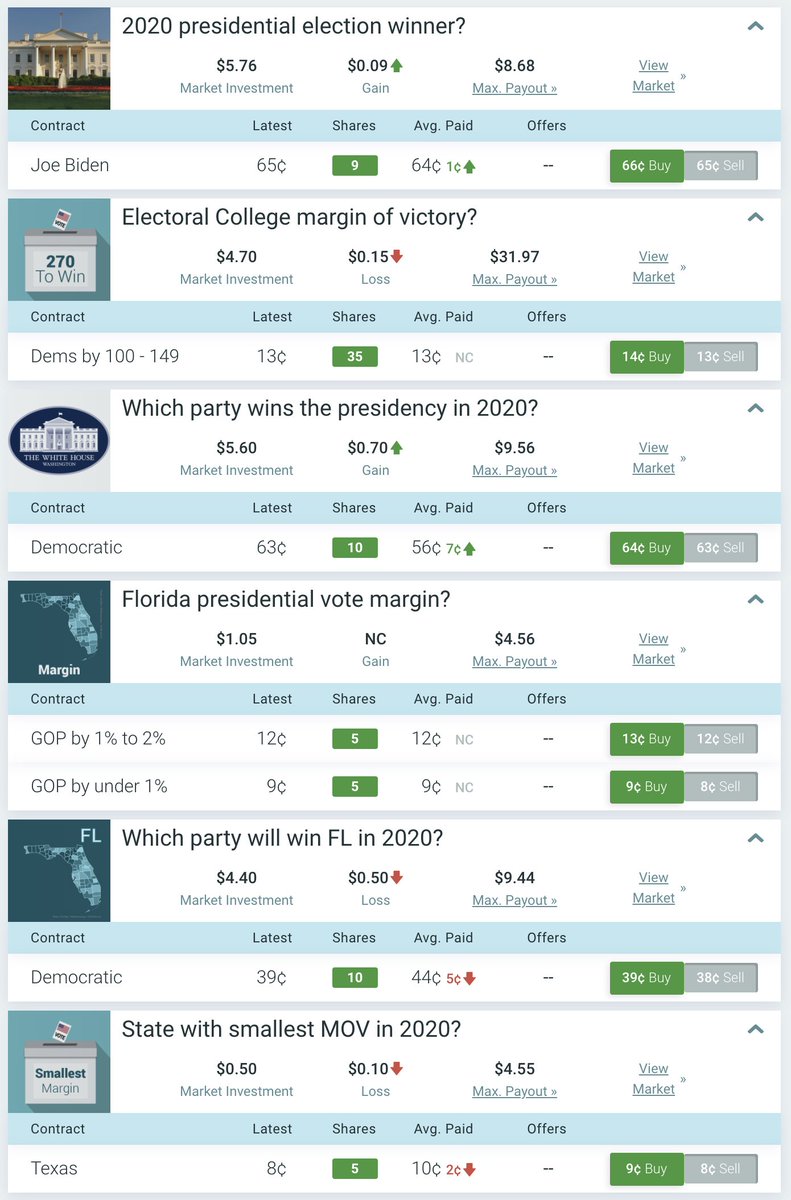 2020 presidential election winner?
$5.76 $0.09 $8.68 View
Market Investment Gain Max. Payout » Market »
Contract Latest Shares Avg. Paid Offers
Joe Biden 65¢ 9 64¢ 1¢ -- 66¢ Buy 65¢ Sell
VOTE
270
To Win
Electoral College margin of victory?
$4.70 $0.15 $31.97 View
Market Investment Loss Max. Payout » Market »
Contract Latest Shares Avg. Paid Offers
Dems by 100 - 149 13¢ 35 13¢ NC -- 14¢ Buy 13¢ Sell
THE WHITE HOUSE
WASHINGTON
Which party wins the presidency in 2020?
$5.60 $0.70 $9.56 View
Market Investment Gain Max. Payout » Market »
Contract Latest Shares Avg. Paid Offers
Democratic 63¢ 10 56¢ 7¢ -- 64¢ Buy 63¢ Sell
Margin
Florida presidential vote margin?
$1.05 NC $4.56 View
Market Investment Gain Max. Payout » Market »
Contract Latest Shares Avg. Paid Offers
GOP by 1% to 2% 12¢ 5 12¢ NC -- 13¢ Buy 12¢ Sell
GOP by under 1% 9¢ 5 9¢ NC -- 9¢ Buy 8¢ Sell
FL
Which party will win FL in 2020?
$4.40 $0.50 $9.44 View
Market Investment Loss Max. Payout » Market »
Contract Latest Shares Avg. Paid Offers
Democratic 39¢ 10 44¢ 5¢ -- 39¢ Buy 38¢ Sell
VOTE
Smallest
Margin
State with smallest MOV in 2020?
$0.50 $0.10 $4.55 View
Market Investment Loss Max. Payout » Market »
Contract Latest Shares Avg. Paid Offers
Texas 8¢ 5 10¢ 2¢ -- 9¢ Buy 8¢ Sell